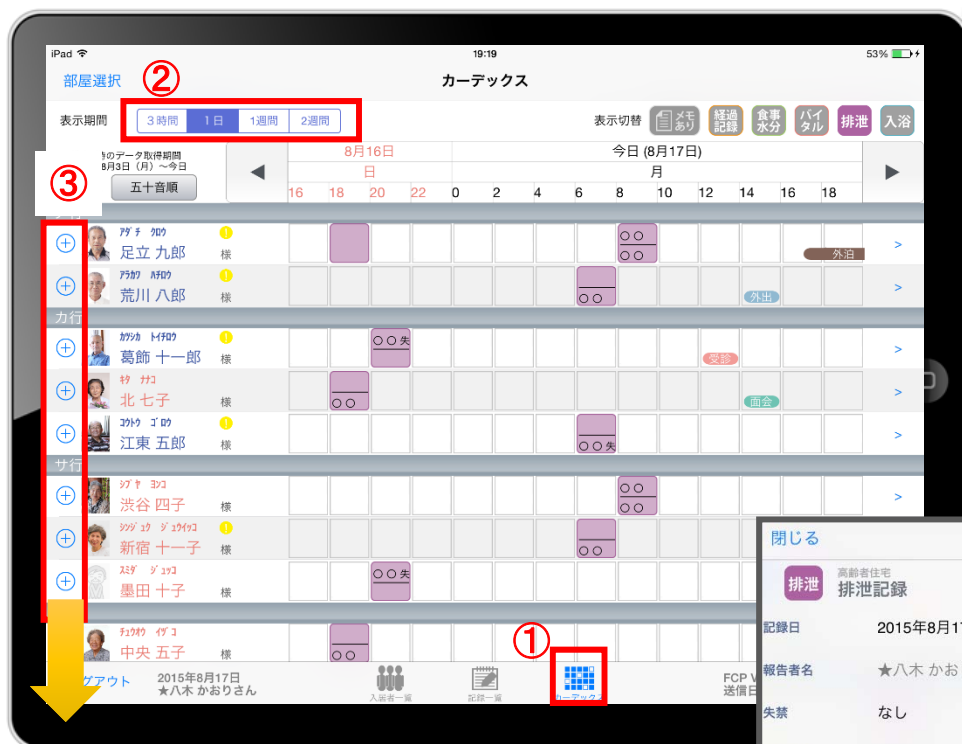 iPad 19:19 53%
部屋選択 ② カーデックス
表示期間 3時間 1日 1週間 2週間 表示切替 メモあり 経過記録 食事水分 バイタル 排泄 入浴
のデータ取得期間
8月3日（月）～今日
③ 五十音順
◀ 8月16日 今日 (8月17日) ▶
日 月
16 18 20 22 0 2 4 6 8 10 12 14 16 18
アダチ クロウ
足立 九郎 様 外泊 >
アラカワ ハチロウ
荒川 八郎 様 外出 >
カ行
カツシカ トイチロウ
葛飾 十一郎 様 ○○失 受診 >
キタ ナナコ
北 七子 様 ○○ 面会 >
コウトウ ゴロウ
江東 五郎 様 ○○失 >
サ行
シブヤ ヨンコ
渋谷 四子 様 ○○ ○○ >
シンジュク ジュウイチコ
新宿 十一子 様 ○○
スミダ ジュッコ
墨田 十子 様 ○○失
チュウオウ イツコ
中央 五子 様 ○○
①
グアウト 2015年8月17日
★八木 かおりさん
入居者一覧 記録一覧 カーデックス
FCP V
送信日
閉じる
排泄 高齢者住宅
排泄記録
記録日 2015年8月17
報告者名 ★八木 かお
失禁 なし